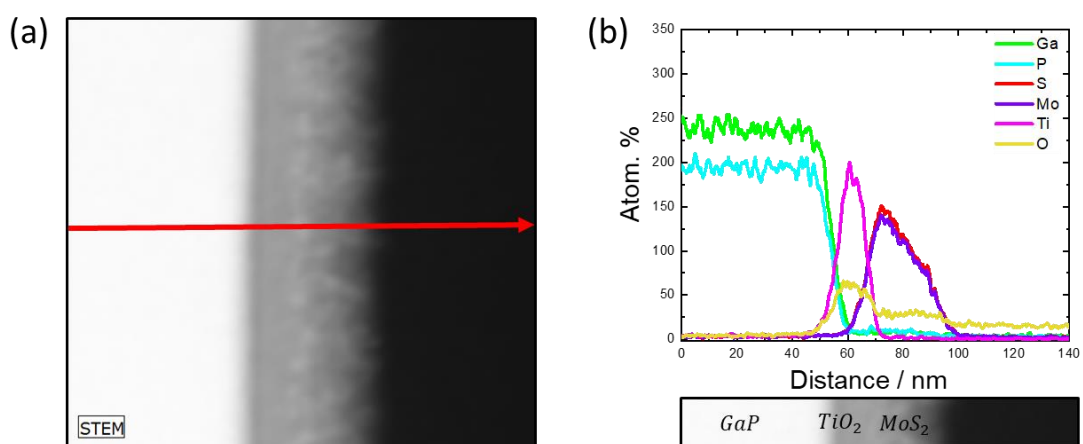 (a)
STEM
(b)
Atom. %
350
300
250
200
150
100
50
0
Ga
P
S
Mo
Ti
O
0 20 40 60 80 100 120 140
Distance / nm
GaP TiO₂ MoS₂